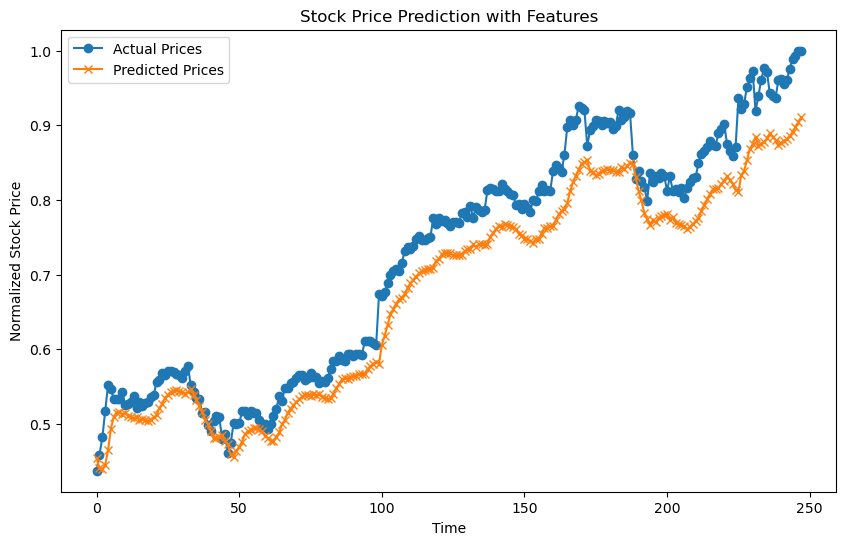 Stock Price Prediction with Features
Actual Prices
Predicted Prices
Normalized Stock Price
1.0
0.9
0.8
0.7
0.6
0.5
0
50
100
150
200
250
Time